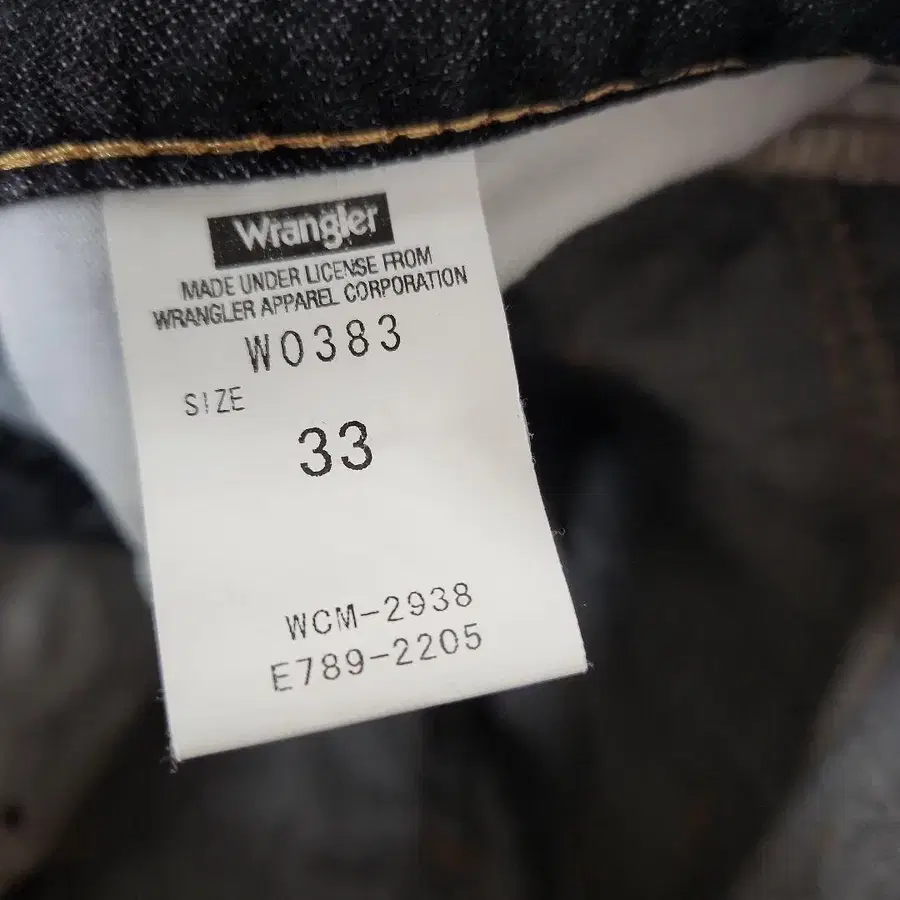 Wrangler
MADE UNDER LICENSE FROM
WRANGLER APPAREL CORPORATION
W0383
SIZE
33
WCM-2938
E789-2205